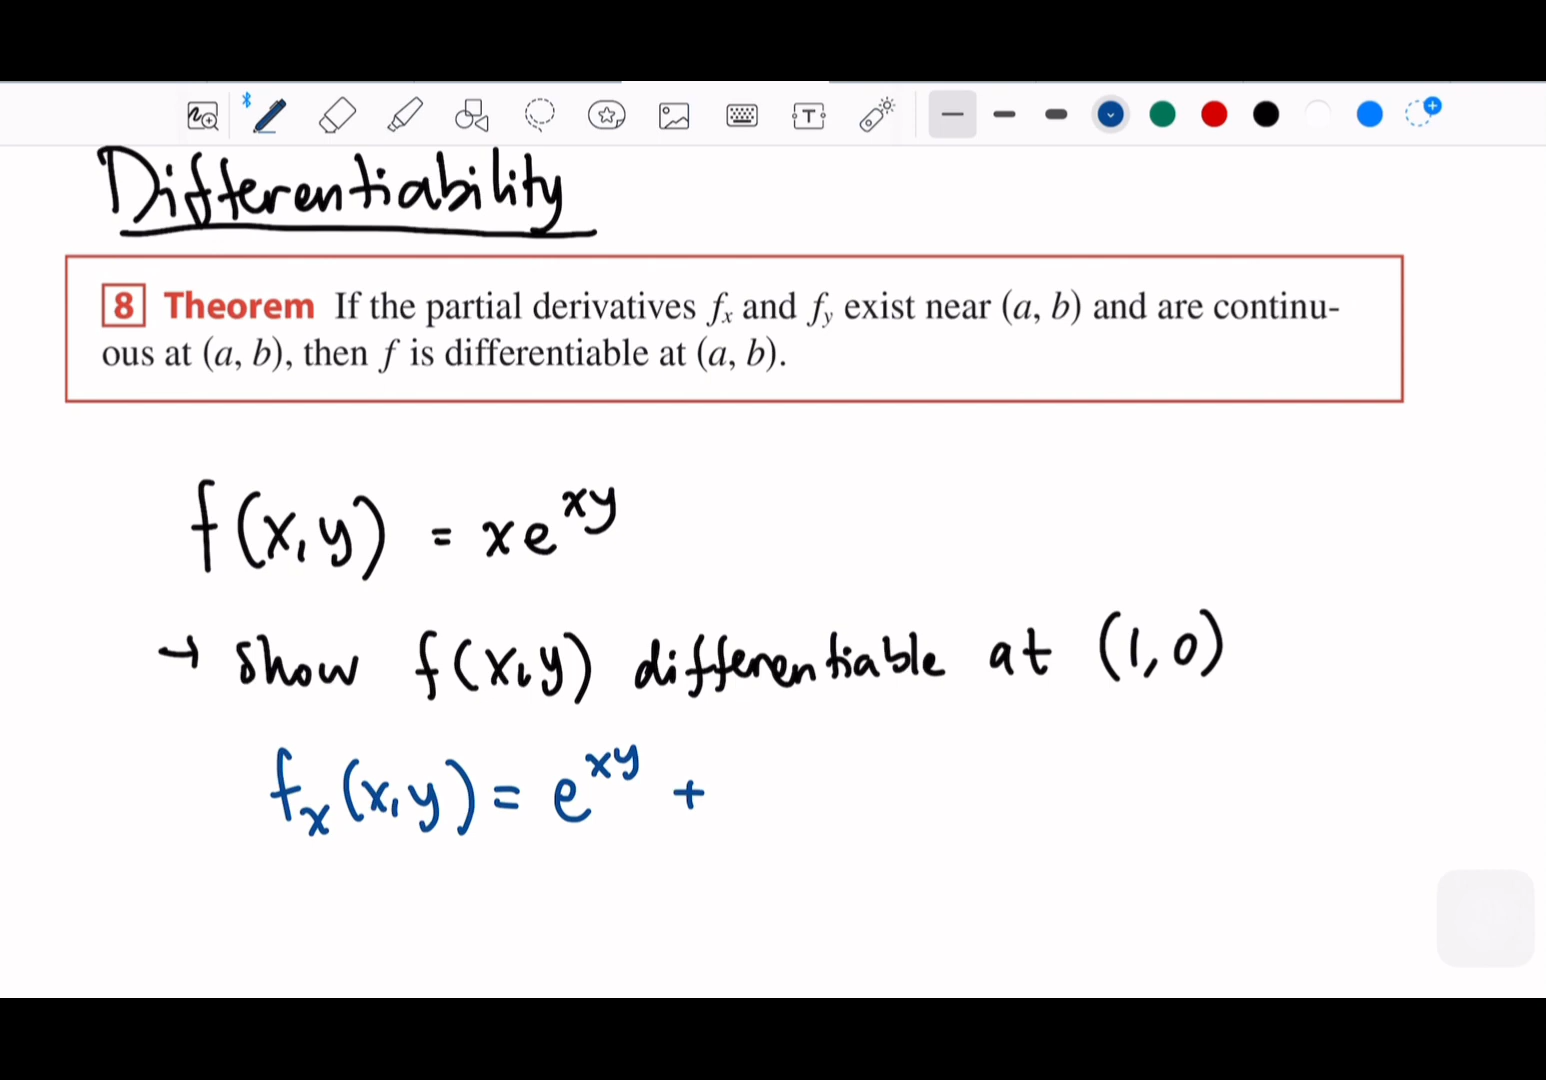 Differentiability
8 Theorem If the partial derivatives fₓ and f_y exist near (a, b) and are continu-
ous at (a, b), then f is differentiable at (a, b).
f(x,y) = xe^xy
→ show f(x,y) differentiable at (1,0)
fₓ(x,y) = e^xy +